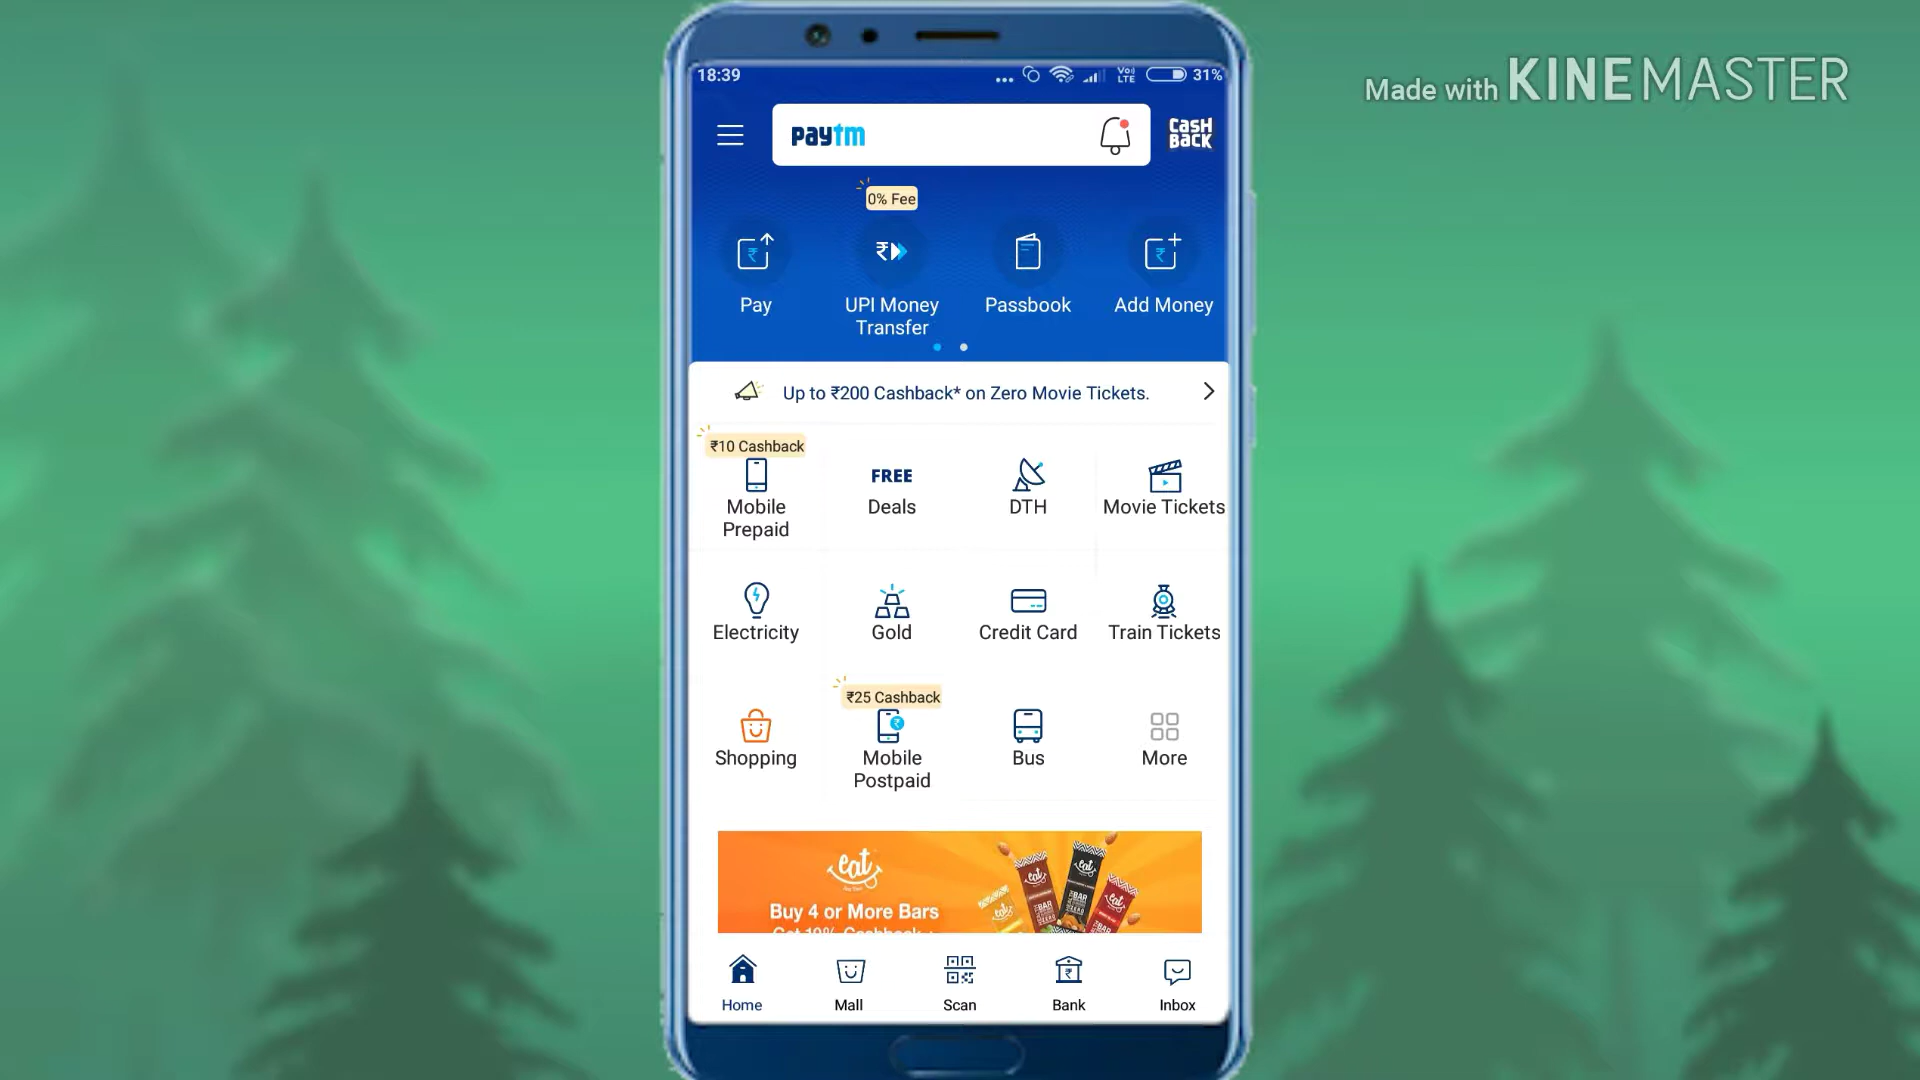 Made with KINEMASTER
18:39
Vo) LTE
31%
paytm
CASH BACK
0% Fee
Pay
UPI Money Transfer
Passbook
Add Money
Up to ₹200 Cashback* on Zero Movie Tickets.
₹10 Cashback
Mobile Prepaid
FREE
Deals
DTH
Movie Tickets
Electricity
Gold
Credit Card
Train Tickets
Shopping
₹25 Cashback
Mobile Postpaid
Bus
More
eat
Buy 4 or More Bars
Home
Mall
Scan
Bank
Inbox